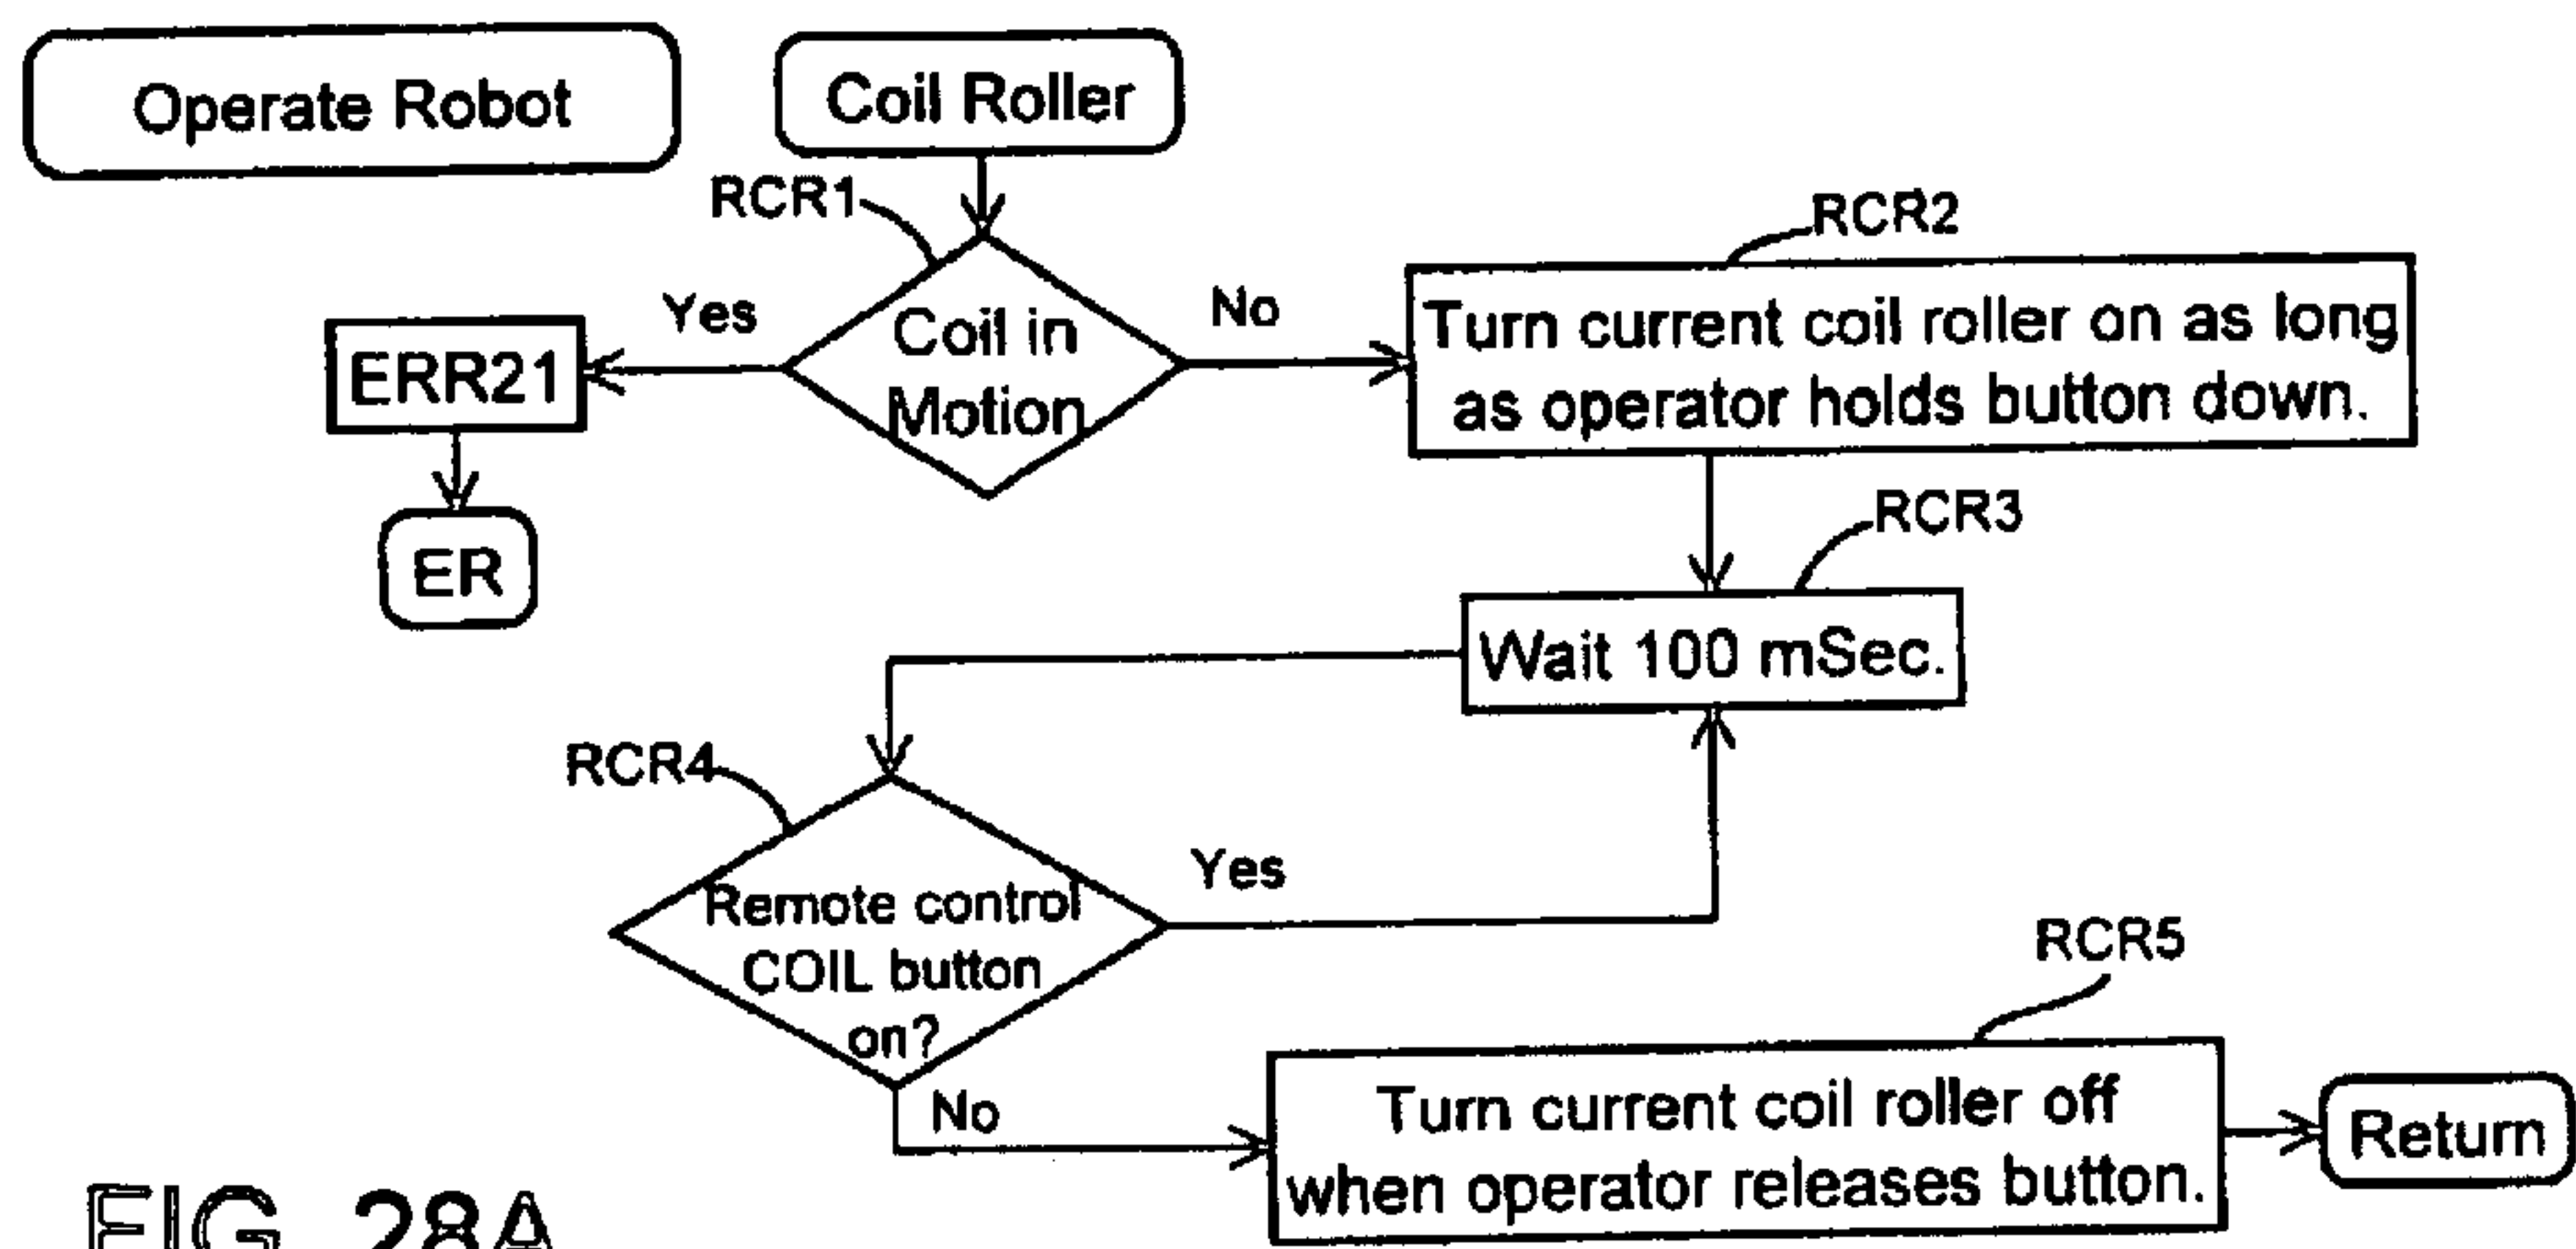 Operate Robot
Coil Roller
RCR1
RCR2
Yes
No
Coil in
Motion
ERR21
Turn current coil roller on as long
as operator holds button down.
ER
RCR3
Wait 100 mSec.
RCR4
Remote control
COIL button
on?
Yes
No
RCR5
Turn current coil roller off
when operator releases button.
Return
FIG. 28A